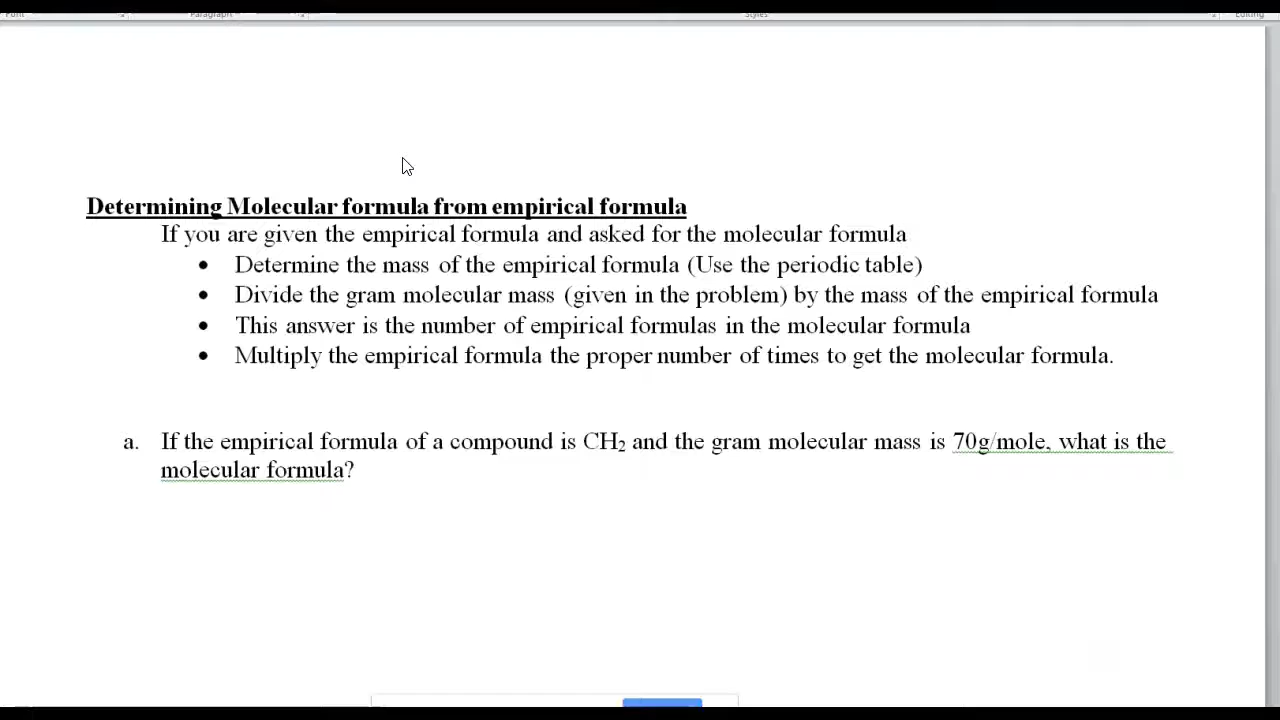 Font Paragraph Styles Editing
Determining Molecular formula from empirical formula
If you are given the empirical formula and asked for the molecular formula
• Determine the mass of the empirical formula (Use the periodic table)
• Divide the gram molecular mass (given in the problem) by the mass of the empirical formula
• This answer is the number of empirical formulas in the molecular formula
• Multiply the empirical formula the proper number of times to get the molecular formula.
a. If the empirical formula of a compound is CH₂ and the gram molecular mass is 70g/mole, what is the
molecular formula?